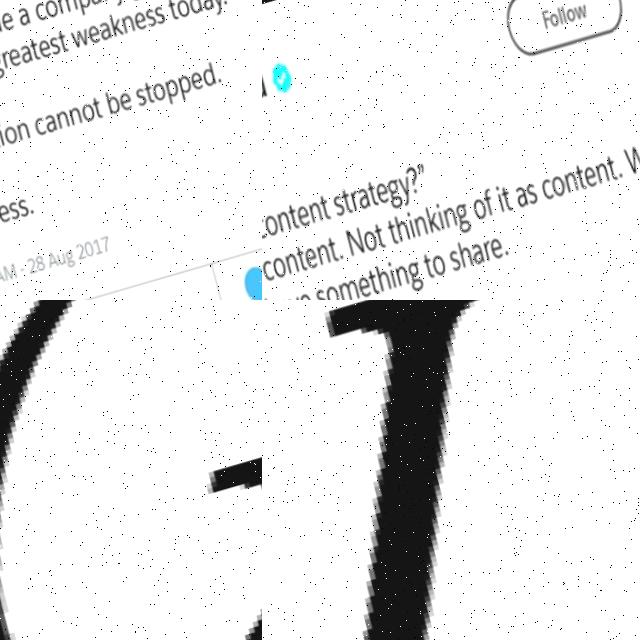 a company
greatest weakness today.
ion cannot be stopped.
ess.
AM - 28 Aug 2017
Follow
ontent strategy?”
content. Not thinking of it as content. W
something to share.